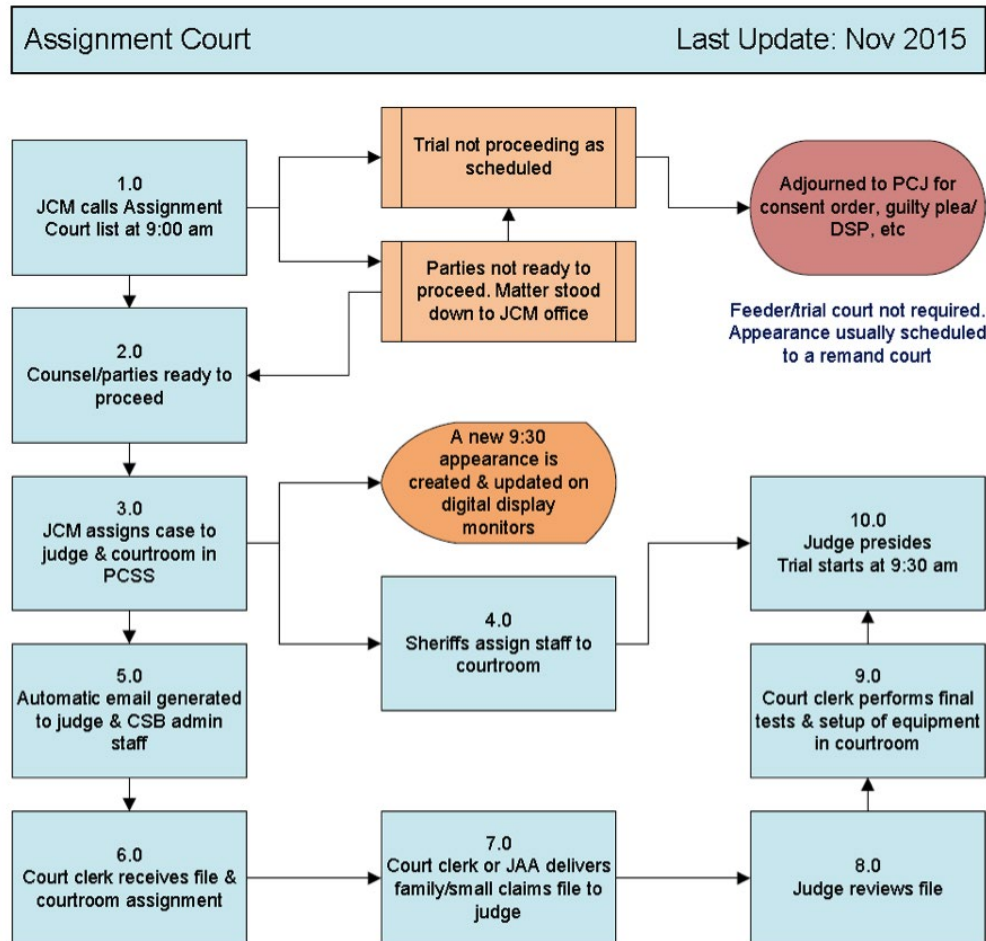 Assignment Court
Last Update: Nov 2015
Trial not proceeding as
scheduled
1.0
JCM calls Assignment
Court list at 9:00 am
Adjourned to PCJ for
consent order, guilty plea/
DSP, etc
Parties not ready to
proceed. Matter stood
down to JCM office
Feeder/trial court not required.
Appearance usually scheduled
to a remand court
2.0
Counsel/parties ready to
proceed
A new 9:30
appearance is
created & updated on
digital display
monitors
3.0
JCM assigns case to
judge & courtroom in
PCSS
10.0
Judge presides
Trial starts at 9:30 am
4.0
Sheriffs assign staff to
courtroom
5.0
Automatic email generated
to judge & CSB admin
staff
9.0
Court clerk performs final
tests & setup of equipment
in courtroom
6.0
Court clerk receives file &
courtroom assignment
7.0
Court clerk or JAA delivers
family/small claims file to
judge
8.0
Judge reviews file